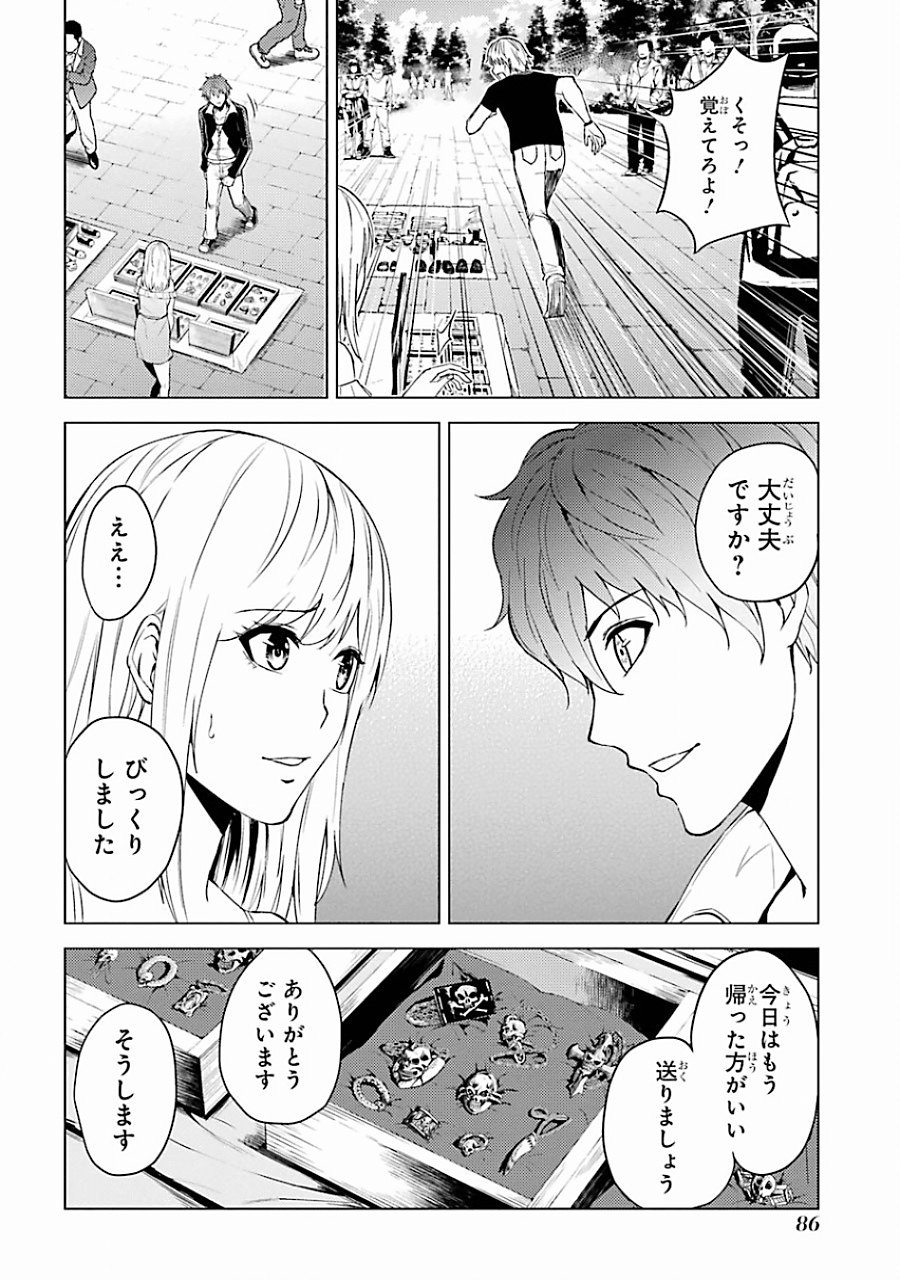 くそっ！
覚えてろよ！
大丈夫
ですか？
ええ…
びっくり
しました
今日はもう
帰った方がいい
送りましょう
ありがとう
ございます
そうします
86